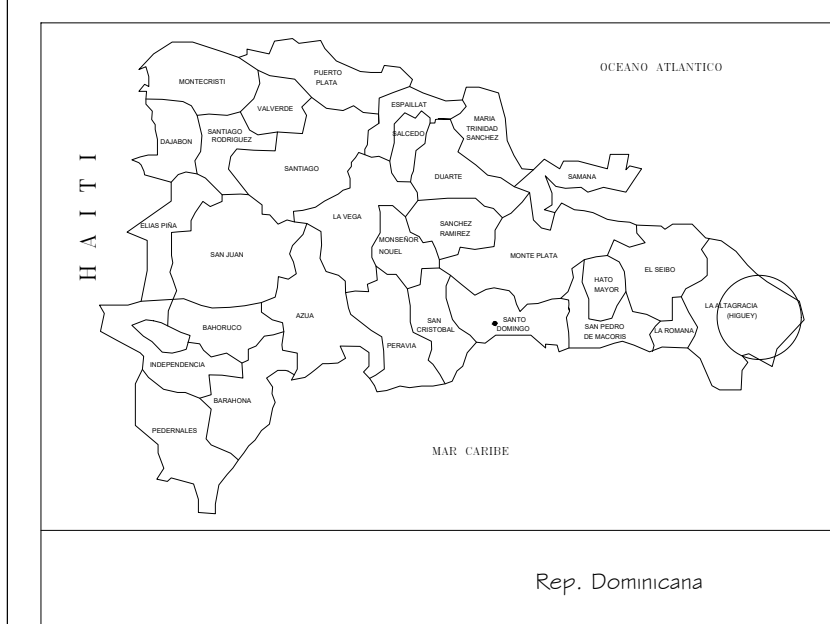 OCEANO ATLANTICO
PUERTO
PLATA
MONTECRISTI
ESPAILLAT
VALVERDE
MARIA
TRINIDAD
SANCHEZ
SANTIAGO
RODRIGUEZ
SALCEDO
DAJABON
HAITI
SANTIAGO
DUARTE
SAMANA
LA VEGA
ELIAS PIÑA
SANCHEZ
RAMIREZ
MONSEÑOR
NOUEL
SAN JUAN
MONTE PLATA
EL SEIBO
HATO
MAYOR
LA ALTAGRACIA
(HIGUEY)
AZUA
SAN
CRISTOBAL
SANTO
DOMINGO
BAHORUCO
SAN PEDRO
DE MACORIS
LA ROMANA
PERAVIA
INDEPENDENCIA
BARAHONA
PEDERNALES
MAR CARIBE
Rep. Dominicana